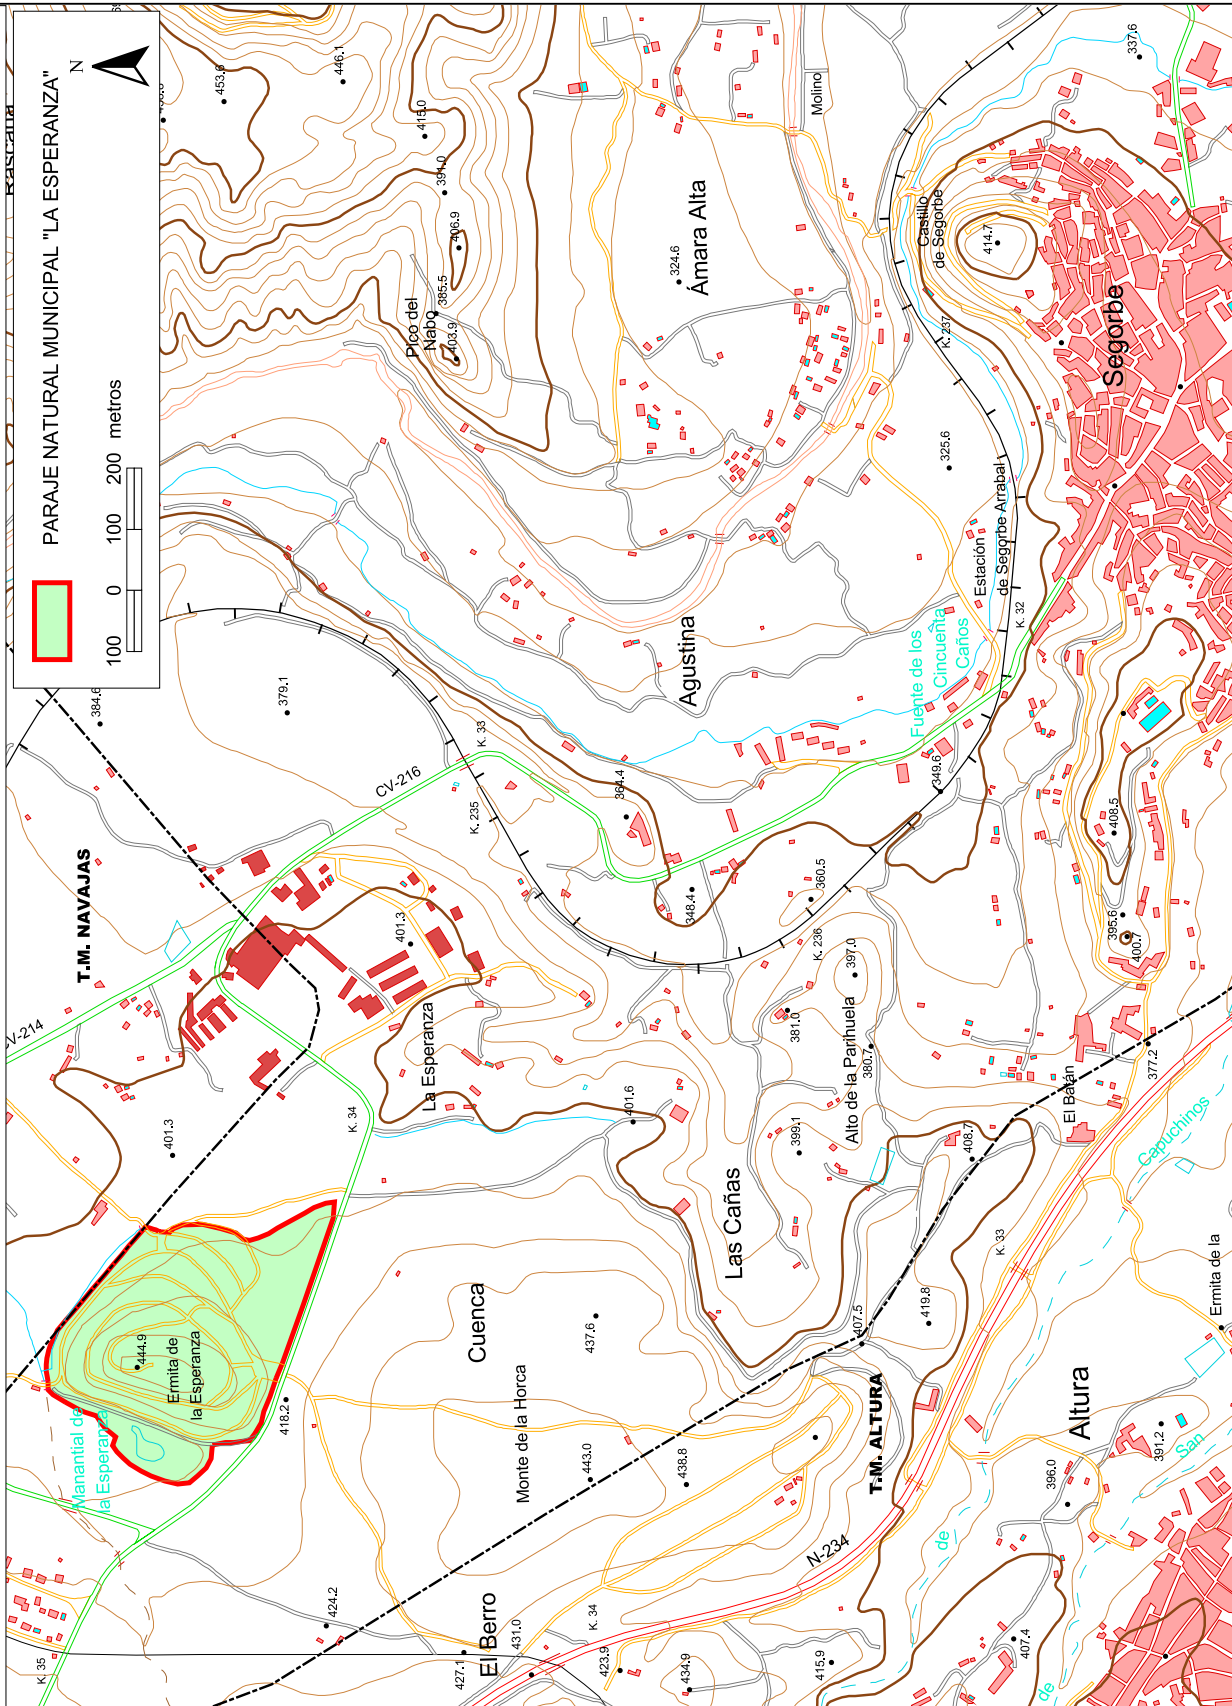 PARAJE NATURAL MUNICIPAL "LA ESPERANZA"
N
100 0 100 200 metros
453.6
446.1
415.0
391.0
406.9
385.5
403.9
Pico del
Nabo
324.6
Ámara Alta
Molino
337.6
Castillo
de Segorbe
414.7
K. 237
Segorbe
325.6
Estación
de Segorbe Arrabal
K. 32
Fuente de los
Cincuenta
Caños
Agustina
384.6
379.1
CV-216
K. 33
K. 235
364.4
349.6
348.4
360.5
K. 236
397.0
381.0
Alto de la Parihuela
380.7
399.1
408.5
395.6
400.7
377.2
El Batán
408.7
T.M. NAVAJAS
V-214
401.3
La Esperanza
401.3
K. 34
401.6
Las Cañas
444.9
Ermita de
la Esperanza
Manantial de
la Esperanza
418.2
Cuenca
437.6
Monte de la Horca
443.0
438.8
407.5
419.8
K. 33
T.M. ALTURA
N-234
Capuchinos
Ermita de la
Altura
391.2
San
396.0
de
407.4
de
415.9
434.9
423.9
K. 34
431.0
El Berro
427.1
424.2
K. 35